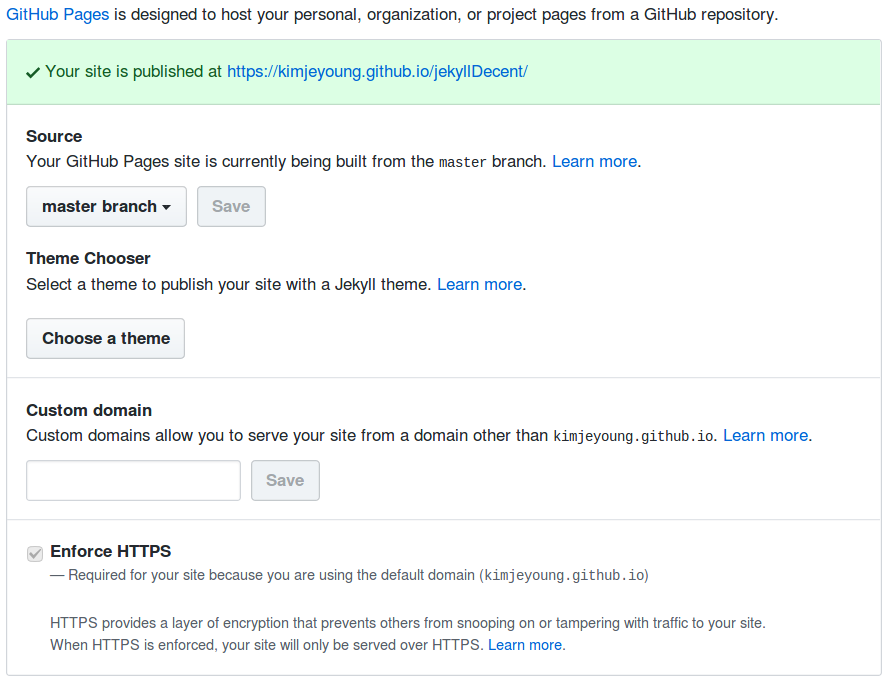 GitHub Pages is designed to host your personal, organization, or project pages from a GitHub repository.
Your site is published at https://kimjeyoung.github.io/jekyllDecent/
Source
Your GitHub Pages site is currently being built from the master branch. Learn more.
master branch Save
Theme Chooser
Select a theme to publish your site with a Jekyll theme. Learn more.
Choose a theme
Custom domain
Custom domains allow you to serve your site from a domain other than kimjeyoung.github.io. Learn more.
Save
Enforce HTTPS
— Required for your site because you are using the default domain (kimjeyoung.github.io)
HTTPS provides a layer of encryption that prevents others from snooping on or tampering with traffic to your site.
When HTTPS is enforced, your site will only be served over HTTPS. Learn more.